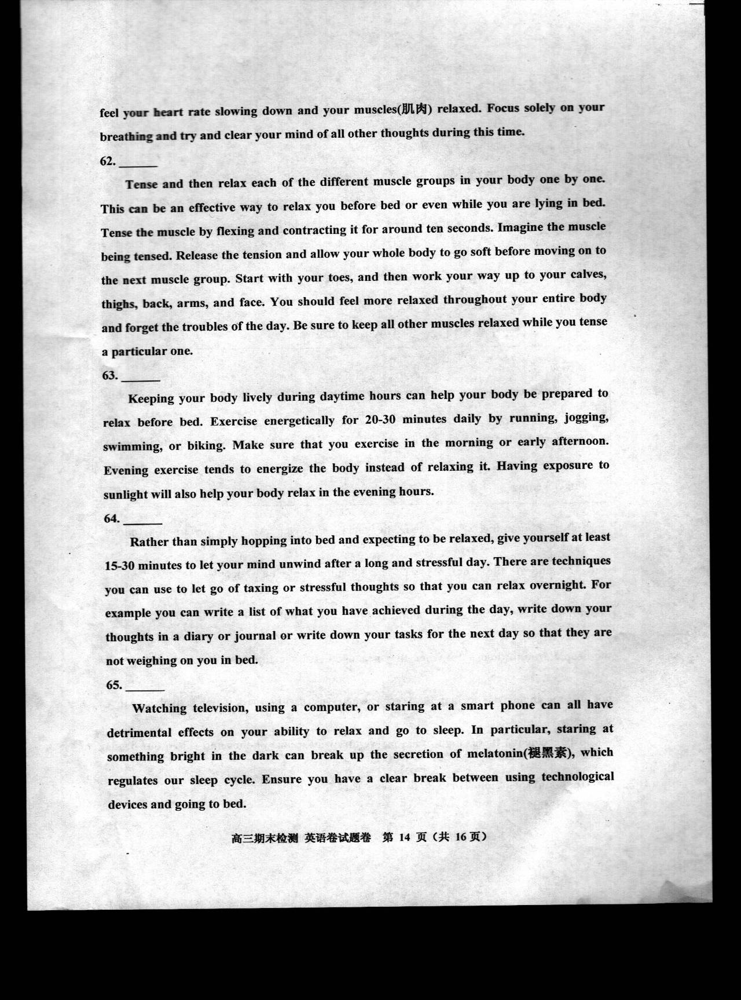 feel your heart rate slowing down and your muscles(肌肉) relaxed. Focus solely on your
breathing and try and clear your mind of all other thoughts during this time.
62. ______
Tense and then relax each of the different muscle groups in your body one by one.
This can be an effective way to relax you before bed or even while you are lying in bed.
Tense the muscle by flexing and contracting it for around ten seconds. Imagine the muscle
being tensed. Release the tension and allow your whole body to go soft before moving on to
the next muscle group. Start with your toes, and then work your way up to your calves,
thighs, back, arms, and face. You should feel more relaxed throughout your entire body
and forget the troubles of the day. Be sure to keep all other muscles relaxed while you tense
a particular one.
63. ______
Keeping your body lively during daytime hours can help your body be prepared to
relax before bed. Exercise energetically for 20-30 minutes daily by running, jogging,
swimming, or biking. Make sure that you exercise in the morning or early afternoon.
Evening exercise tends to energize the body instead of relaxing it. Having exposure to
sunlight will also help your body relax in the evening hours.
64. ______
Rather than simply hopping into bed and expecting to be relaxed, give yourself at least
15-30 minutes to let your mind unwind after a long and stressful day. There are techniques
you can use to let go of taxing or stressful thoughts so that you can relax overnight. For
example you can write a list of what you have achieved during the day, write down your
thoughts in a diary or journal or write down your tasks for the next day so that they are
not weighing on you in bed.
65. ______
Watching television, using a computer, or staring at a smart phone can all have
detrimental effects on your ability to relax and go to sleep. In particular, staring at
something bright in the dark can break up the secretion of melatonin(褪黑素), which
regulates our sleep cycle. Ensure you have a clear break between using technological
devices and going to bed.
高三期末检测 英语卷试题卷 第 14 页（共 16 页）